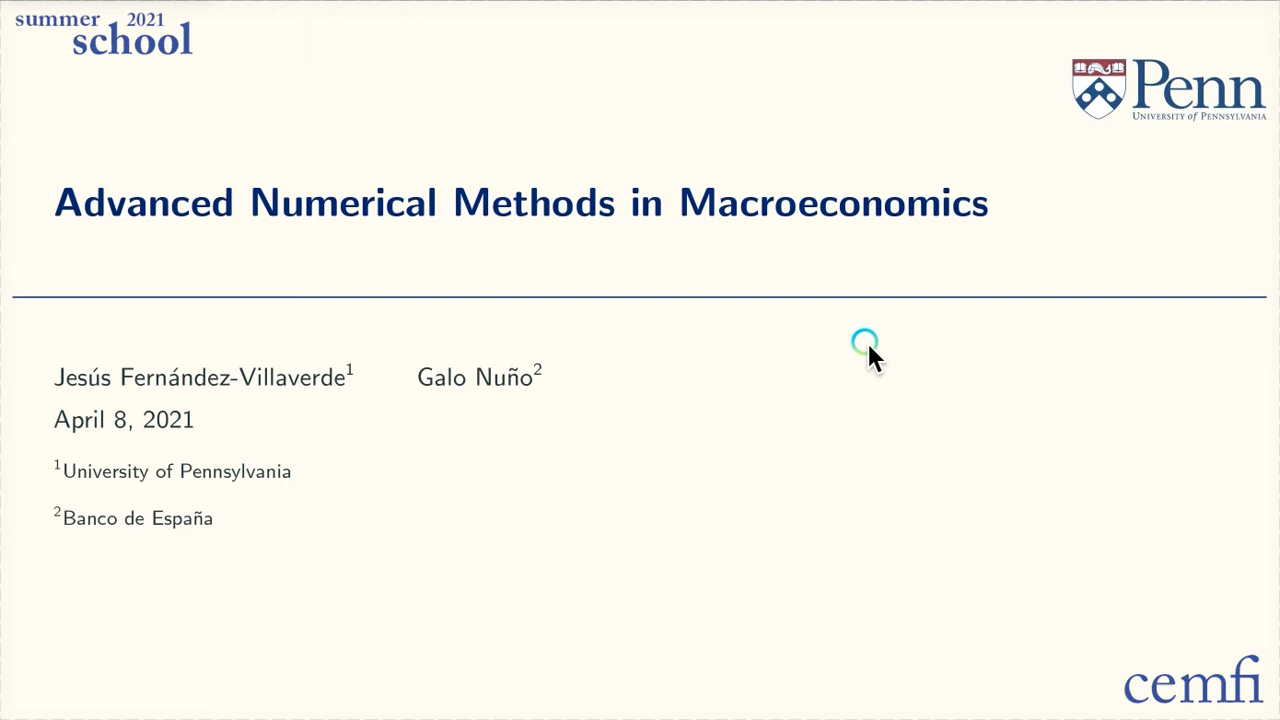 summer 2021
school
Penn
UNIVERSITY of PENNSYLVANIA
Advanced Numerical Methods in Macroeconomics
Jesús Fernández-Villaverde¹ Galo Nuño²
April 8, 2021
¹University of Pennsylvania
²Banco de España
cemfi